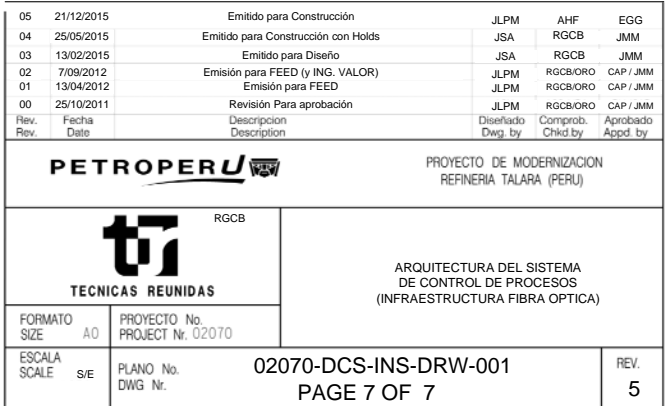 05 21/12/2015 Emitido para Construcción JLPM AHF EGG
04 25/05/2015 Emitido para Construcción con Holds JSA RGCB JMM
03 13/02/2015 Emitido para Diseño JSA RGCB JMM
02 7/09/2012 Emisión para FEED (y ING. VALOR) JLPM RGCB/ORO CAP / JMM
01 13/04/2012 Emisión para FEED JLPM RGCB/ORO CAP / JMM
00 25/10/2011 Revisión Para aprobación JLPM RGCB/ORO CAP / JMM
Rev. Fecha Descripcion Diseñado Comprob. Aprobado
Rev. Date Description Dwg. by Chkd.by Appd. by
PETROPERU
PROYECTO DE MODERNIZACION
REFINERIA TALARA (PERU)
RGCB
tr
TECNICAS REUNIDAS
ARQUITECTURA DEL SISTEMA
DE CONTROL DE PROCESOS
(INFRAESTRUCTURA FIBRA OPTICA)
FORMATO
SIZE A0
PROYECTO No.
PROJECT Nr. 02070
ESCALA
SCALE S/E
PLANO No.
DWG Nr.
02070-DCS-INS-DRW-001
PAGE 7 OF 7
REV.
5